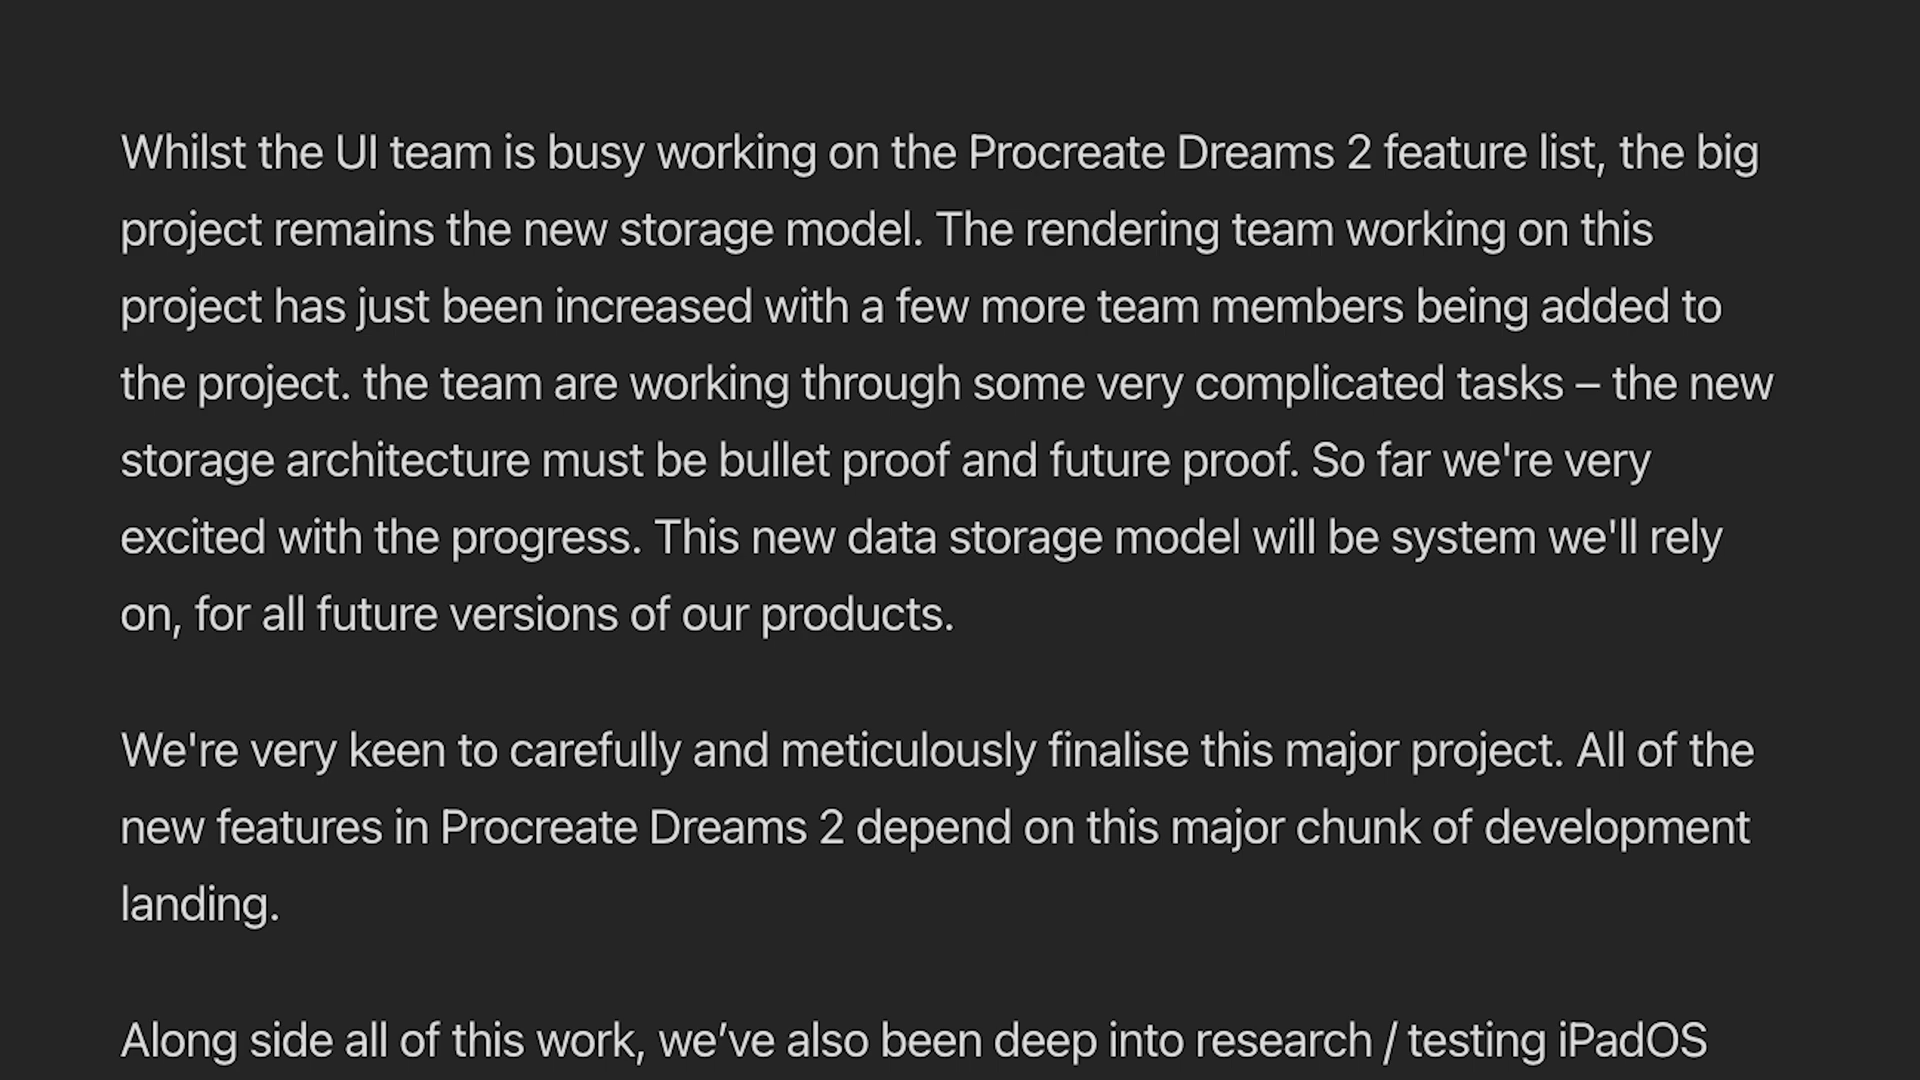 Whilst the UI team is busy working on the Procreate Dreams 2 feature list, the big
project remains the new storage model. The rendering team working on this
project has just been increased with a few more team members being added to
the project. the team are working through some very complicated tasks – the new
storage architecture must be bullet proof and future proof. So far we're very
excited with the progress. This new data storage model will be system we'll rely
on, for all future versions of our products.
We're very keen to carefully and meticulously finalise this major project. All of the
new features in Procreate Dreams 2 depend on this major chunk of development
landing.
Along side all of this work, we’ve also been deep into research / testing iPadOS